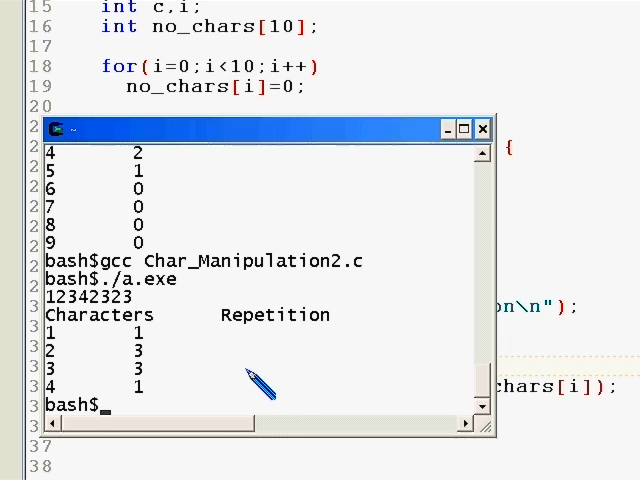 15 int c,i;
16 int no_chars[10];
17
18 for(i=0;i<10;i++)
19 no_chars[i]=0;
20
~
{
4 2
5 1
6 0
7 0
8 0
9 0
bash$gcc Char_Manipulation2.c
bash$./a.exe
12342323
on\n");
Characters Repetition
1 1
2 3
3 3
chars[i]);
4 1
bash$
37
38